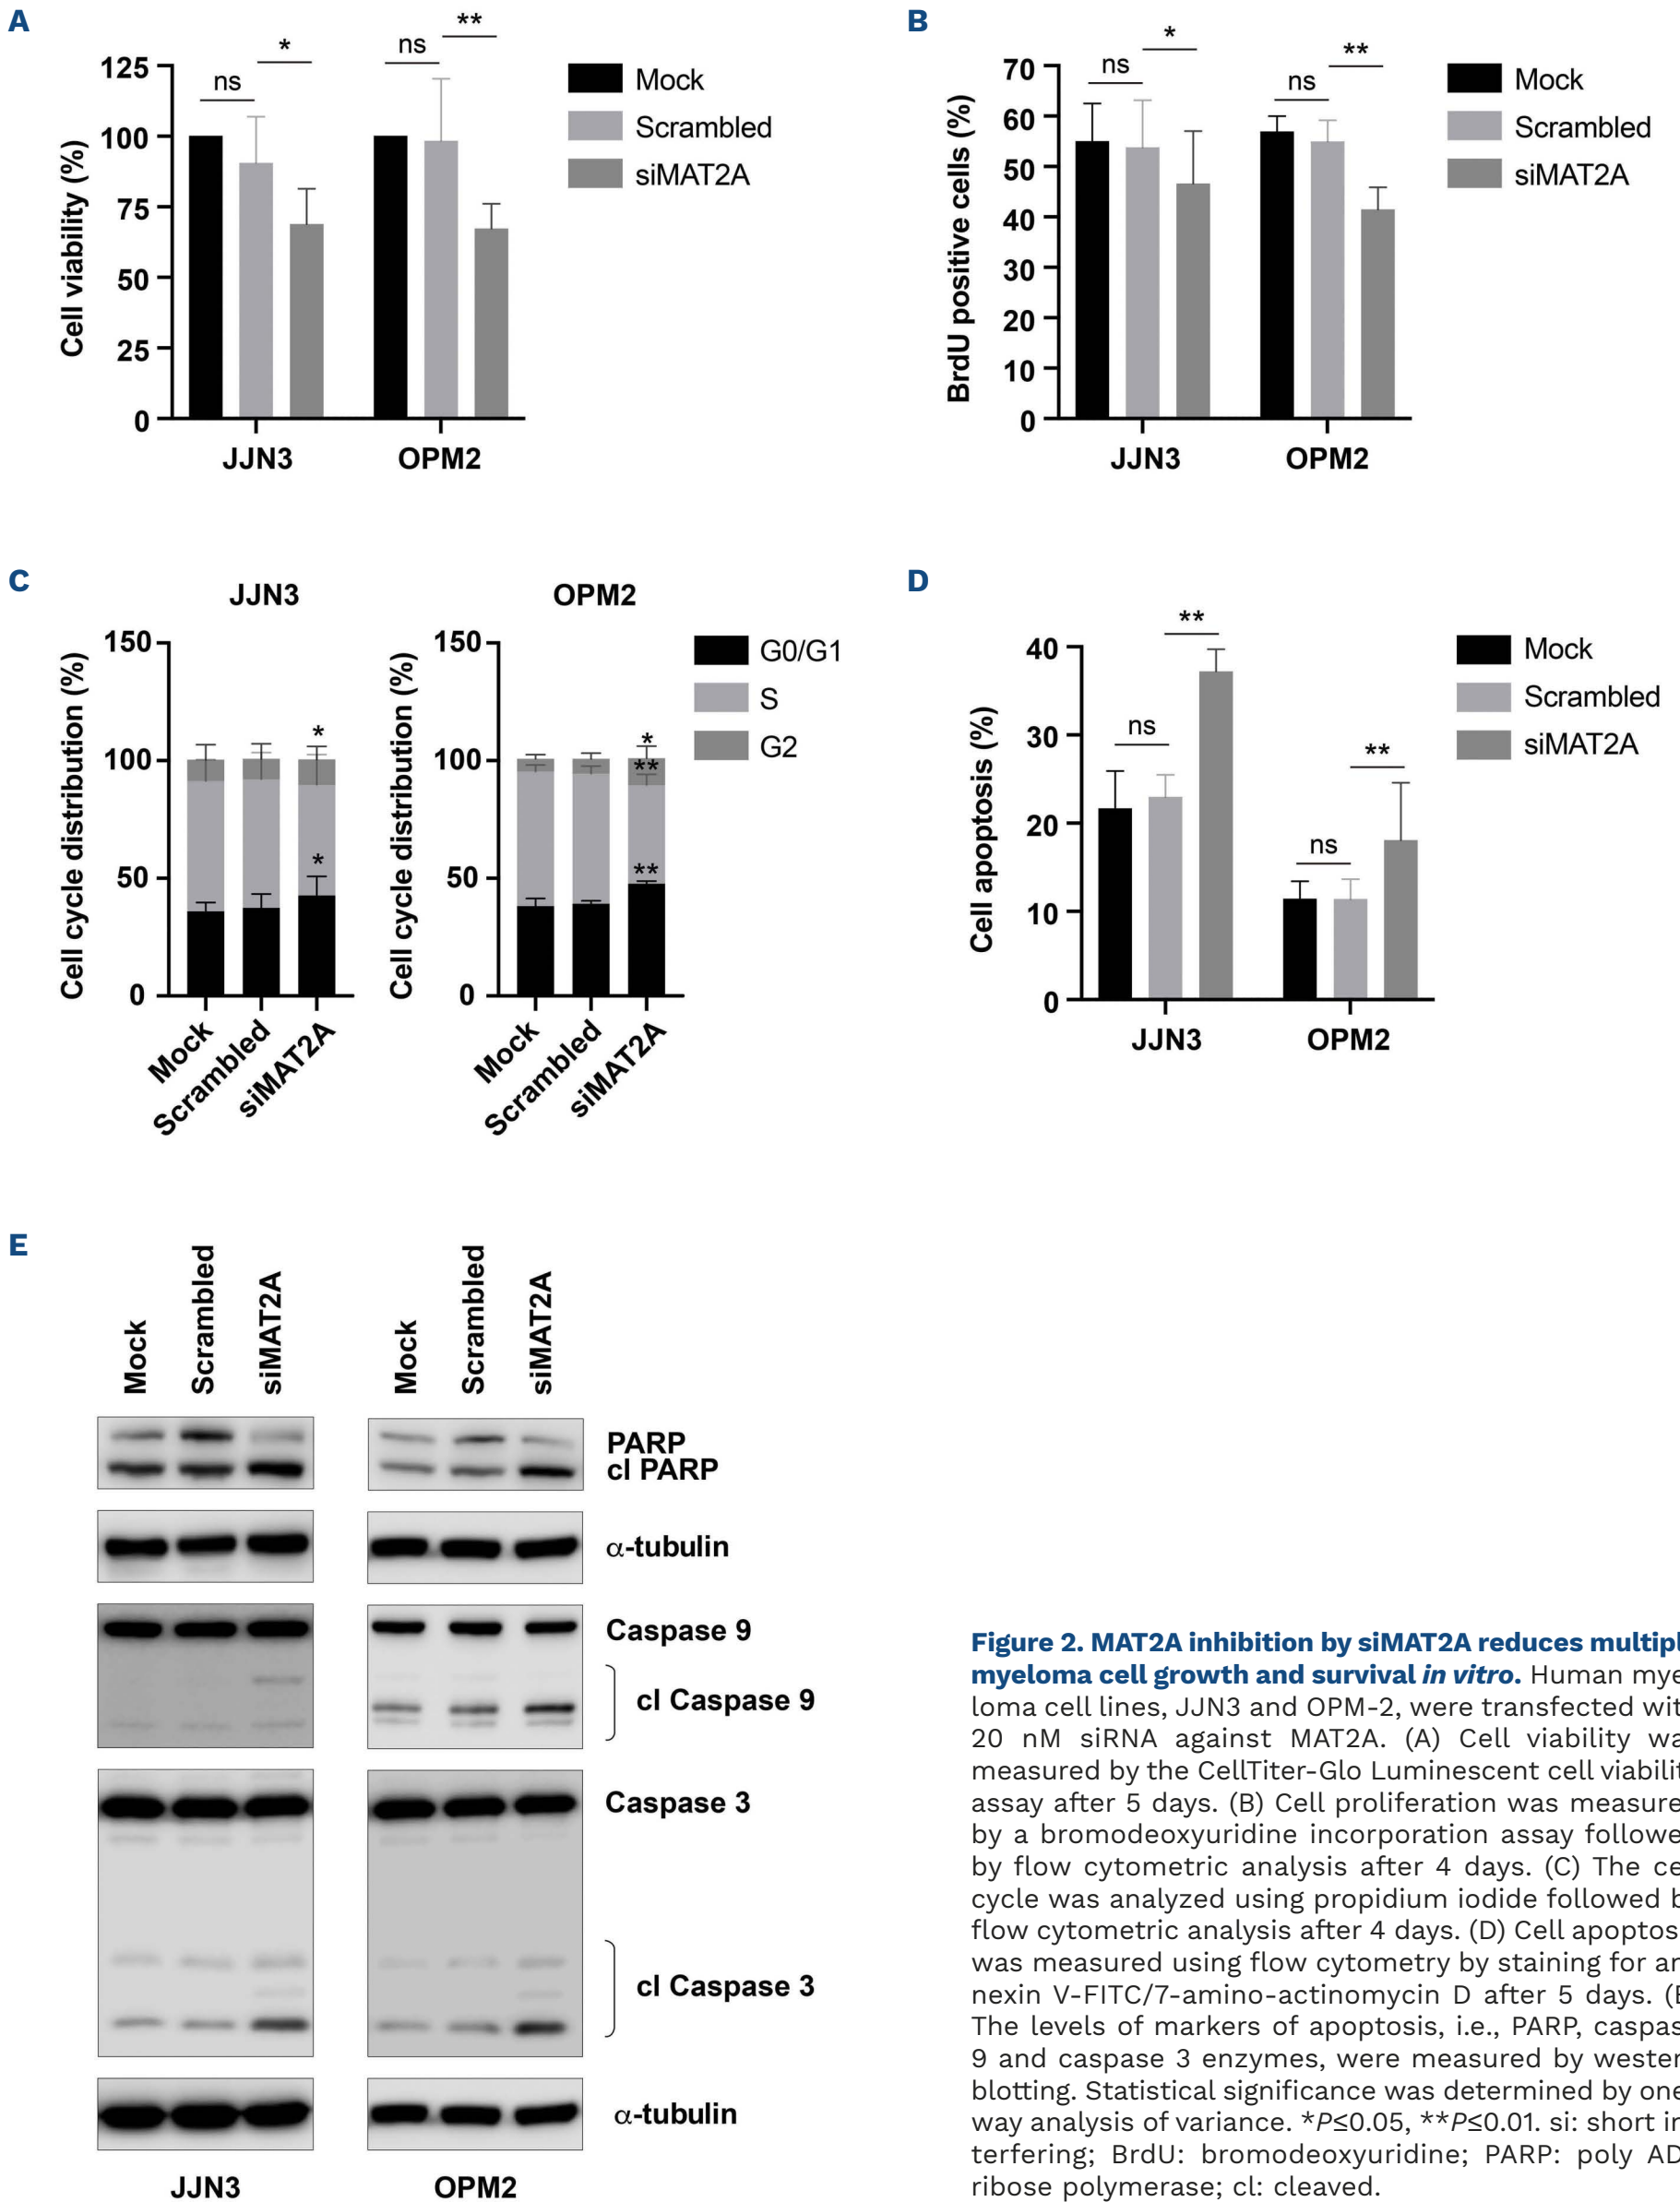 A
125
100
75
50
25
0
Cell viability (%)
ns
*
ns
**
JJN3
OPM2
Mock
Scrambled
siMAT2A
B
70
60
50
40
30
20
10
0
BrdU positive cells (%)
ns
*
ns
**
JJN3
OPM2
Mock
Scrambled
siMAT2A
C
JJN3
150
100
50
0
Cell cycle distribution (%)
*
*
Mock
Scrambled
siMAT2A
OPM2
150
100
50
0
Cell cycle distribution (%)
*
**
**
Mock
Scrambled
siMAT2A
G0/G1
S
G2
D
40
30
20
10
0
Cell apoptosis (%)
ns
**
ns
**
JJN3
OPM2
Mock
Scrambled
siMAT2A
E
Mock
Scrambled
siMAT2A
Mock
Scrambled
siMAT2A
PARP
cl PARP
α-tubulin
Caspase 9
cl Caspase 9
Caspase 3
cl Caspase 3
α-tubulin
JJN3
OPM2
Figure 2. MAT2A inhibition by siMAT2A reduces multipl
myeloma cell growth and survival in vitro. Human mye
loma cell lines, JJN3 and OPM-2, were transfected wit
20 nM siRNA against MAT2A. (A) Cell viability wa
measured by the CellTiter-Glo Luminescent cell viabilit
assay after 5 days. (B) Cell proliferation was measure
by a bromodeoxyuridine incorporation assay followe
by flow cytometric analysis after 4 days. (C) The ce
cycle was analyzed using propidium iodide followed b
flow cytometric analysis after 4 days. (D) Cell apoptos
was measured using flow cytometry by staining for an
nexin V-FITC/7-amino-actinomycin D after 5 days. (E
The levels of markers of apoptosis, i.e., PARP, caspas
9 and caspase 3 enzymes, were measured by wester
blotting. Statistical significance was determined by one
way analysis of variance. *P≤0.05, **P≤0.01. si: short in
terfering; BrdU: bromodeoxyuridine; PARP: poly AD
ribose polymerase; cl: cleaved.